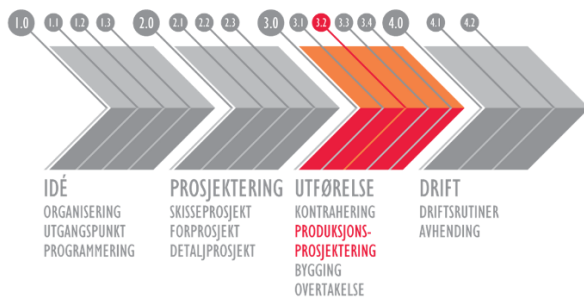 1.0 1.1 1.2 1.3 2.0 2.1 2.2 2.3 3.0 3.1 3.2 3.3 3.4 4.0 4.1 4.2
IDÉ
ORGANISERING
UTGANGSPUNKT
PROGRAMMERING
PROSJEKTERING
SKISSEPROSJEKT
FORPROSJEKT
DETALJPROSJEKT
UTFØRELSE
KONTRAHERING
PRODUKSJONS-
PROSJEKTERING
BYGGING
OVERTAKELSE
DRIFT
DRIFTSRUTINER
AVHENDING